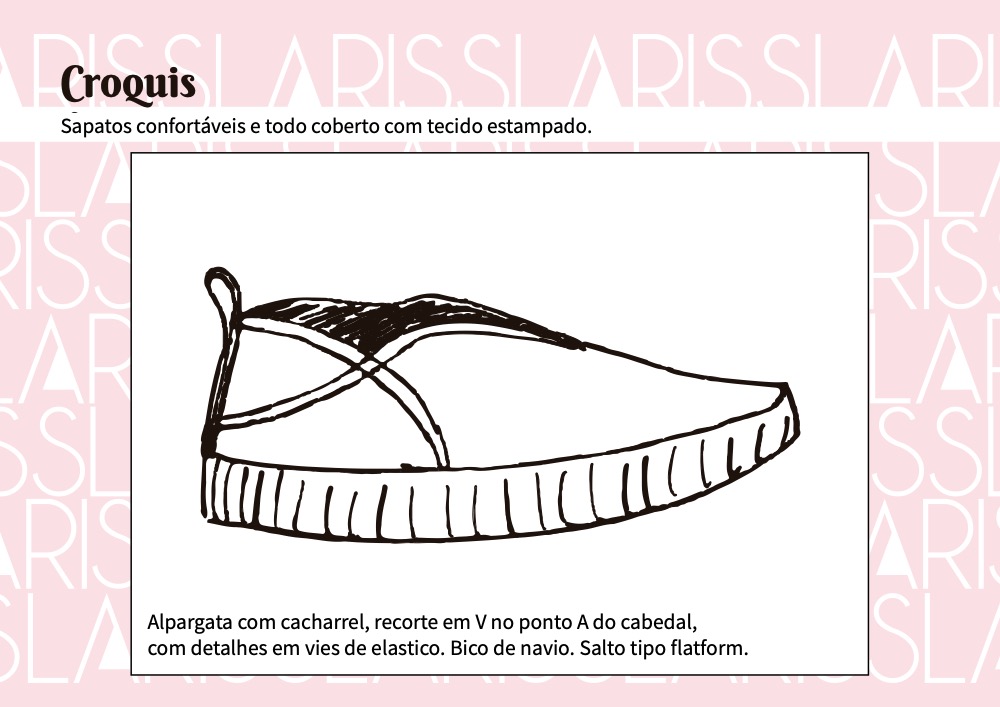 Croquis
Sapatos confortáveis e todo coberto com tecido estampado.
Alpargata com cacharrel, recorte em V no ponto A do cabedal,
com detalhes em vies de elastico. Bico de navio. Salto tipo flatform.